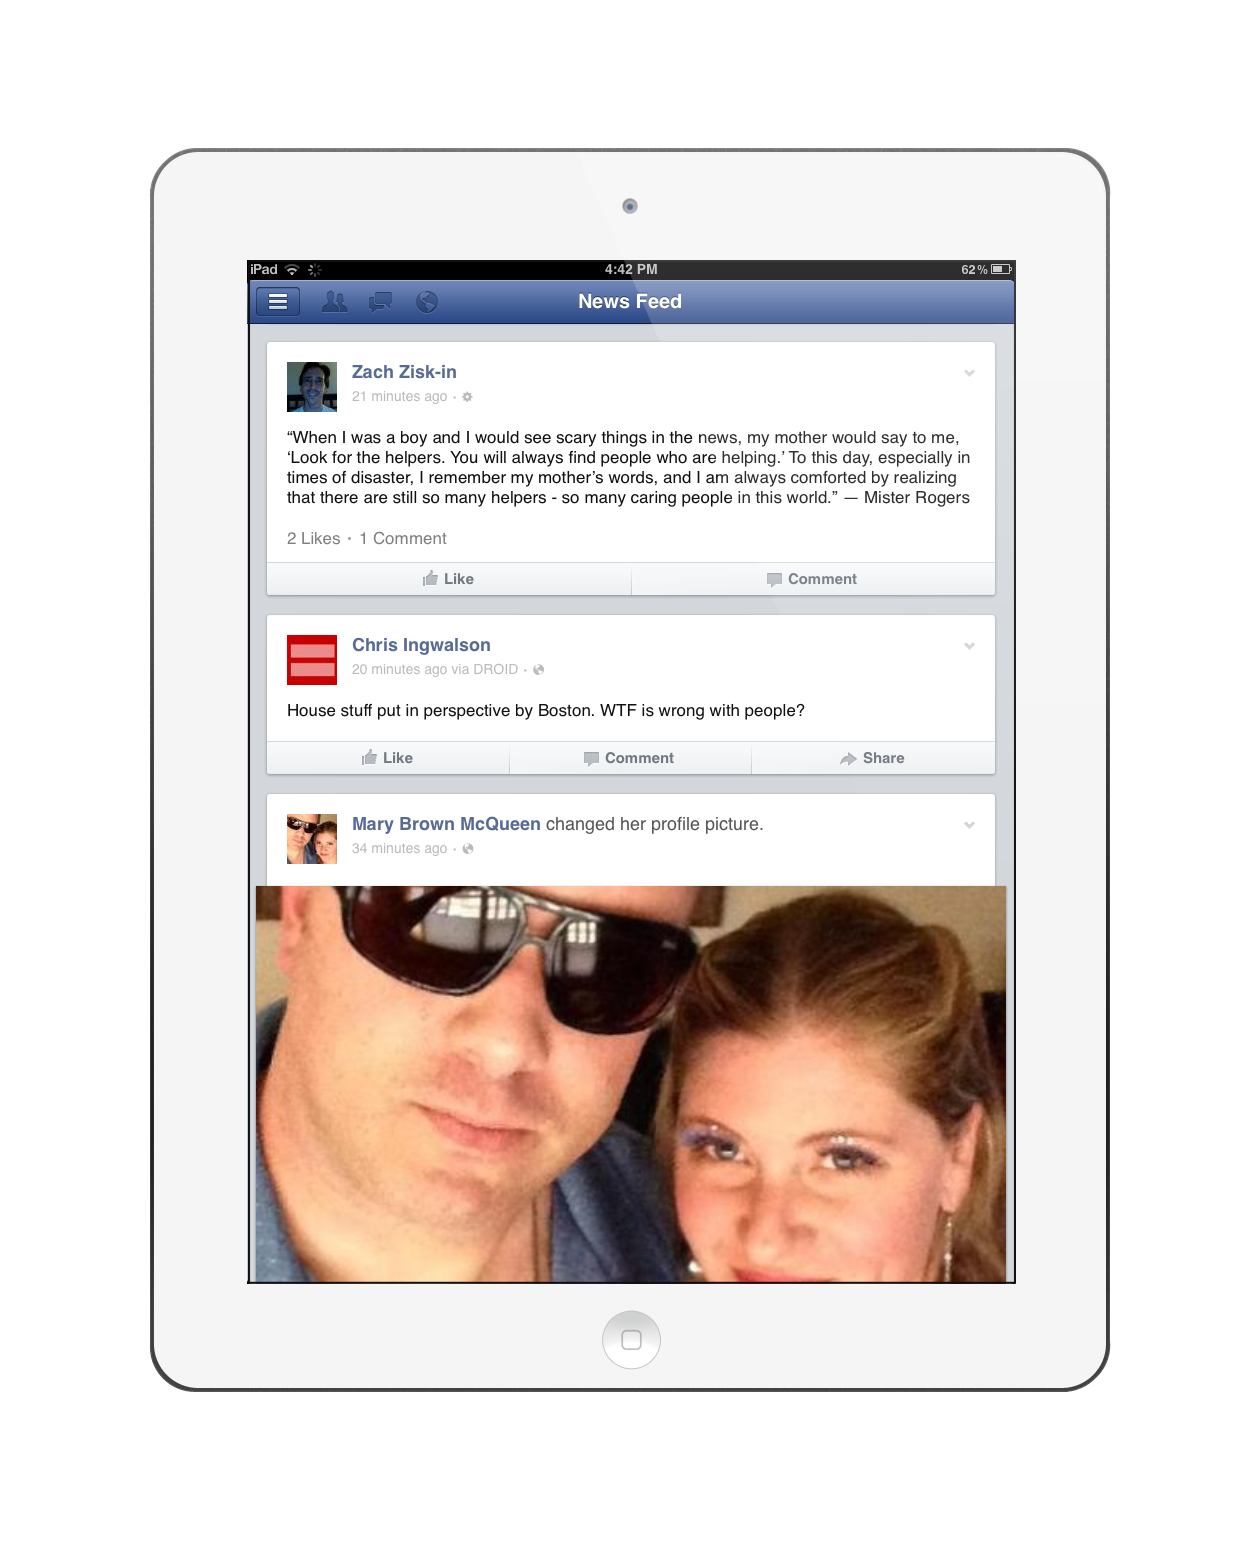 iPad 4:42 PM 62%
News Feed
Zach Zisk-in
21 minutes ago ·
“When I was a boy and I would see scary things in the news, my mother would say to me,
‘Look for the helpers. You will always find people who are helping.’ To this day, especially in
times of disaster, I remember my mother’s words, and I am always comforted by realizing
that there are still so many helpers - so many caring people in this world.” — Mister Rogers
2 Likes · 1 Comment
Like Comment
Chris Ingwalson
20 minutes ago via DROID ·
House stuff put in perspective by Boston. WTF is wrong with people?
Like Comment Share
Mary Brown McQueen changed her profile picture.
34 minutes ago ·